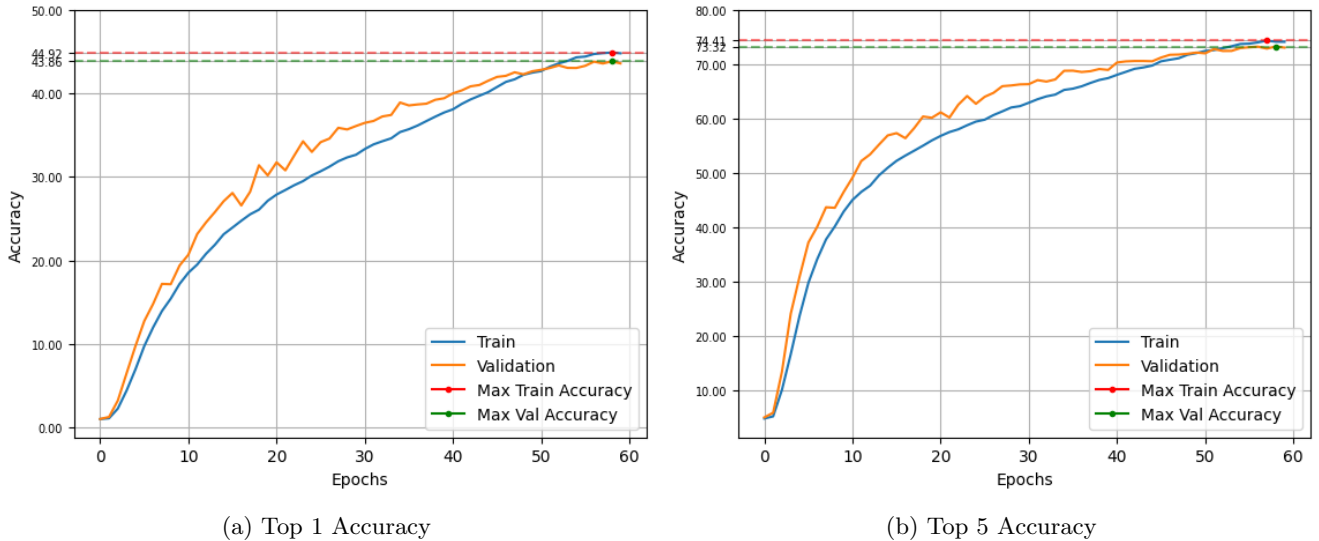 50.00
44.92
43.86
40.00
30.00
20.00
10.00
0.00
Accuracy
0 10 20 30 40 50 60
Epochs
Train
Validation
Max Train Accuracy
Max Val Accuracy
(a) Top 1 Accuracy
80.00
74.41
73.32
70.00
60.00
50.00
40.00
30.00
20.00
10.00
Accuracy
0 10 20 30 40 50 60
Epochs
Train
Validation
Max Train Accuracy
Max Val Accuracy
(b) Top 5 Accuracy